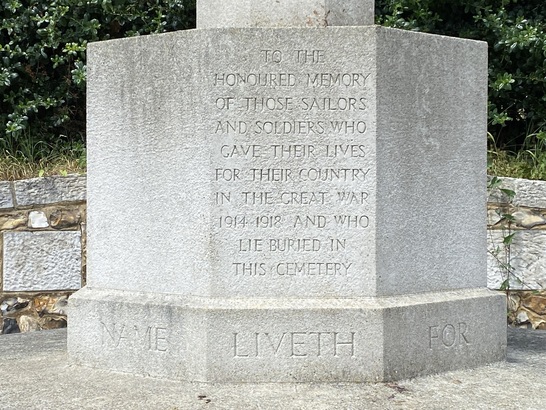 TO THE
HONOURED MEMORY
OF THOSE SAILORS
AND SOLDIERS WHO
GAVE THEIR LIVES
FOR THEIR COUNTRY
IN THE GREAT WAR
1914-1918 AND WHO
LIE BURIED IN
THIS CEMETERY
NAME LIVETH FOR